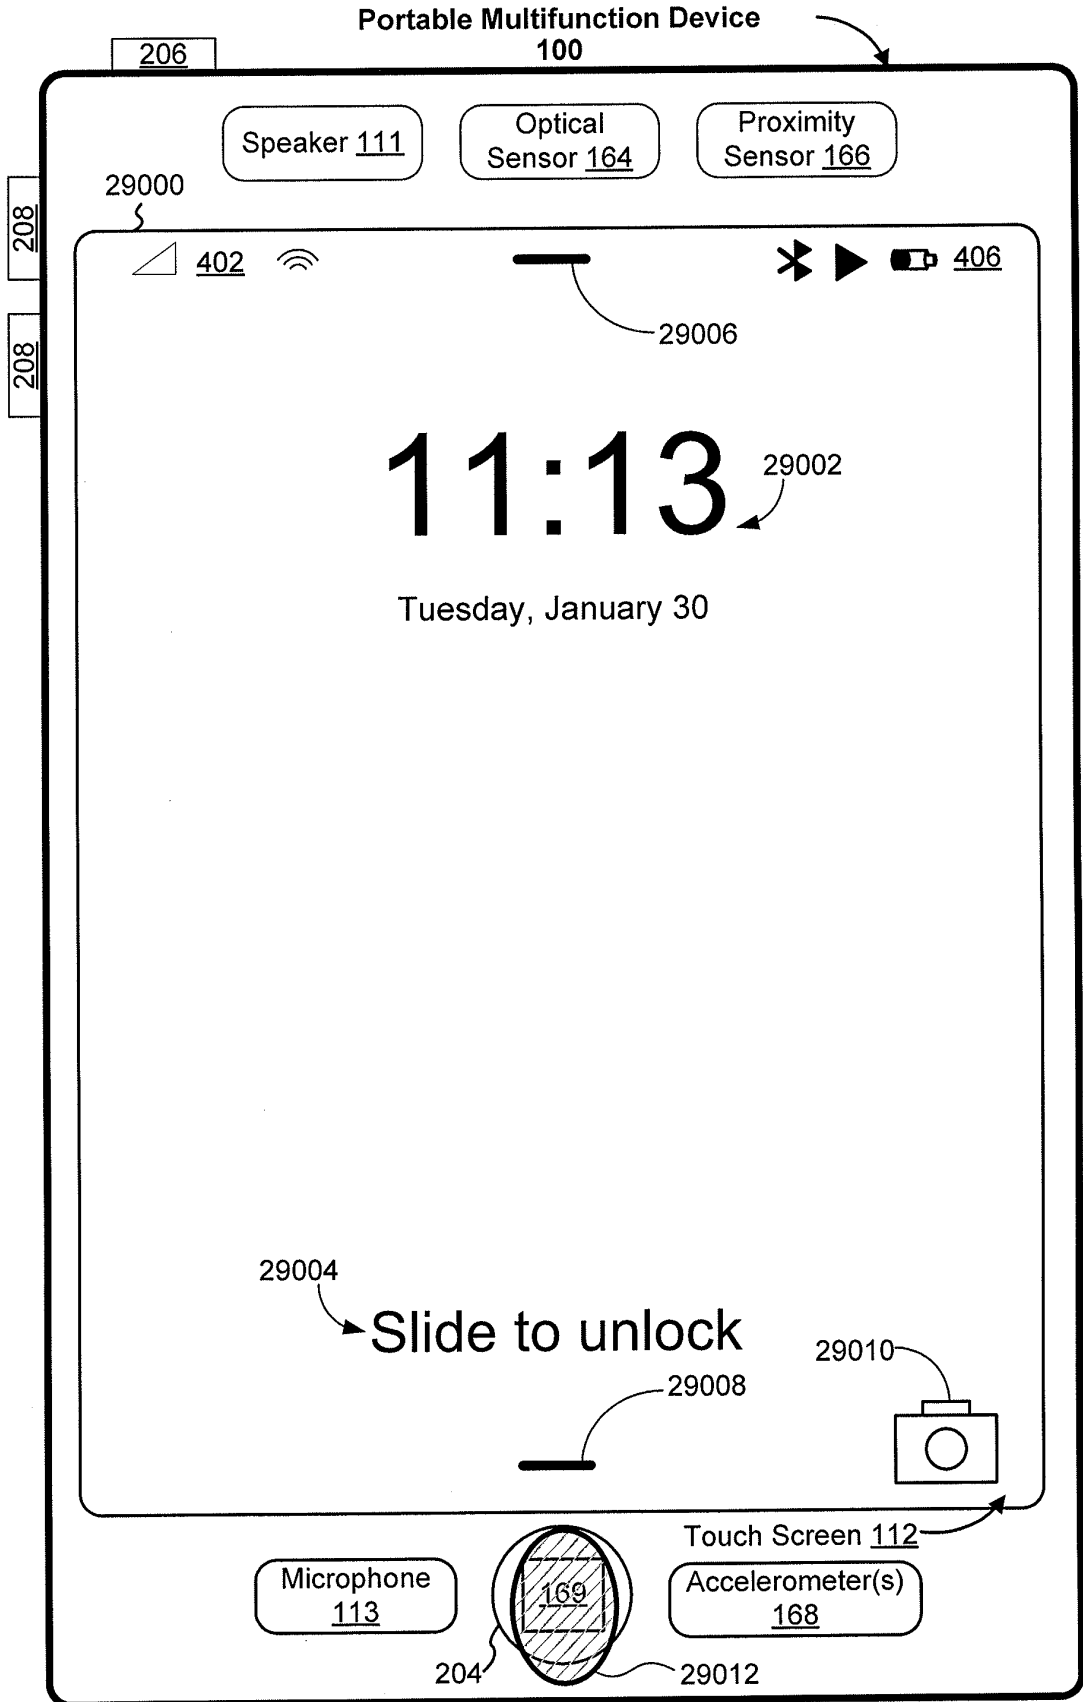 Portable Multifunction Device
100
206
Speaker 111
Optical
Sensor 164
Proximity
Sensor 166
29000
208
402
406
29006
208
11:13
29002
Tuesday, January 30
29004
Slide to unlock
29010
29008
Touch Screen 112
Microphone
113
169
Accelerometer(s)
168
204
29012